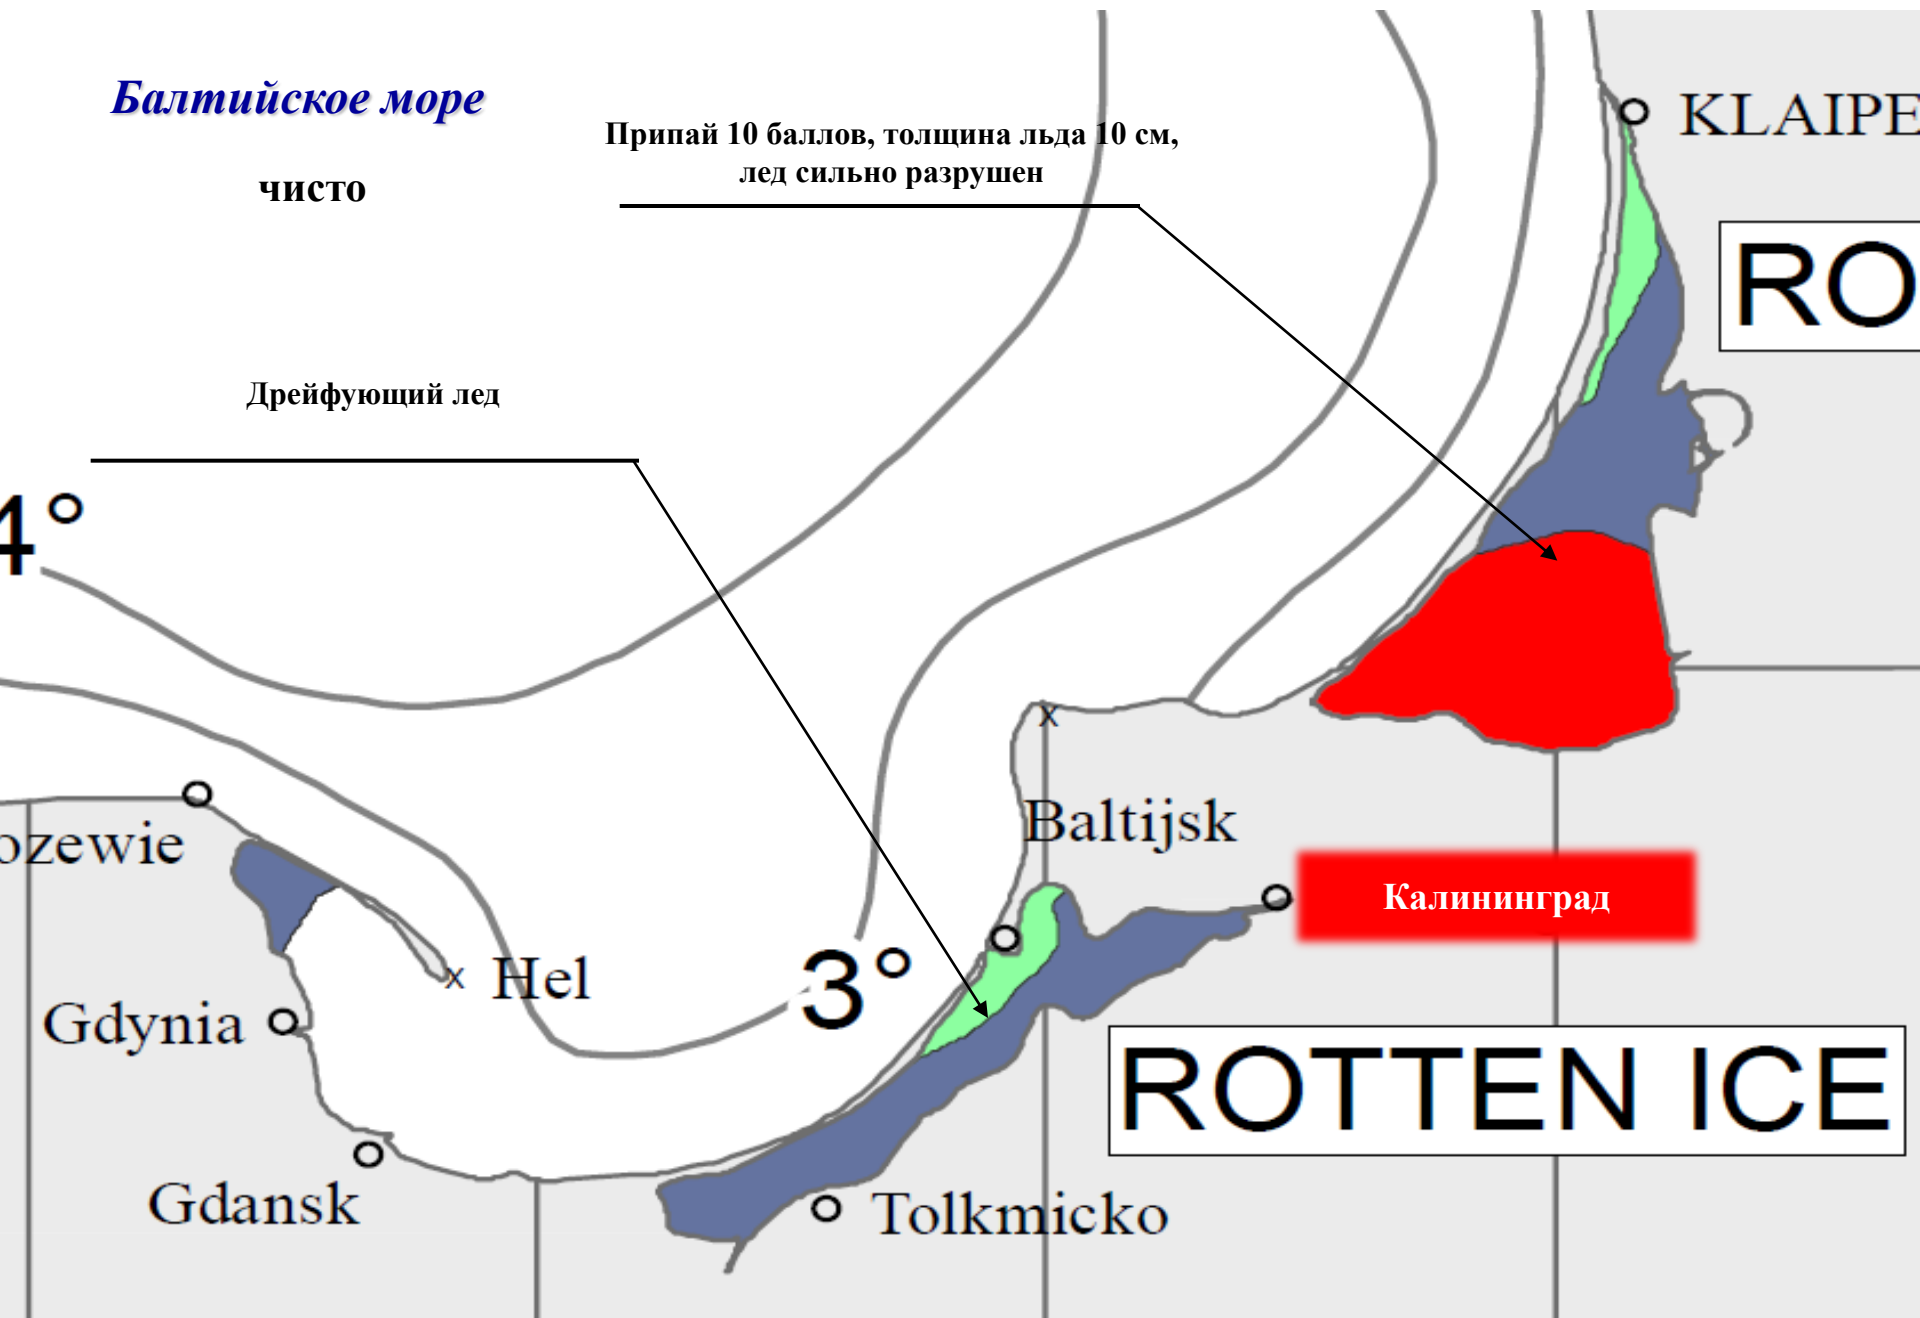 Балтийское море
чисто
Припай 10 баллов, толщина льда 10 см,
лед сильно разрушен
KLAIPE
RO
Дрейфующий лед
4°
x
Baltijsk
ozewie
Калининград
x Hel
3°
Gdynia
ROTTEN ICE
Gdansk
Tolkmicko